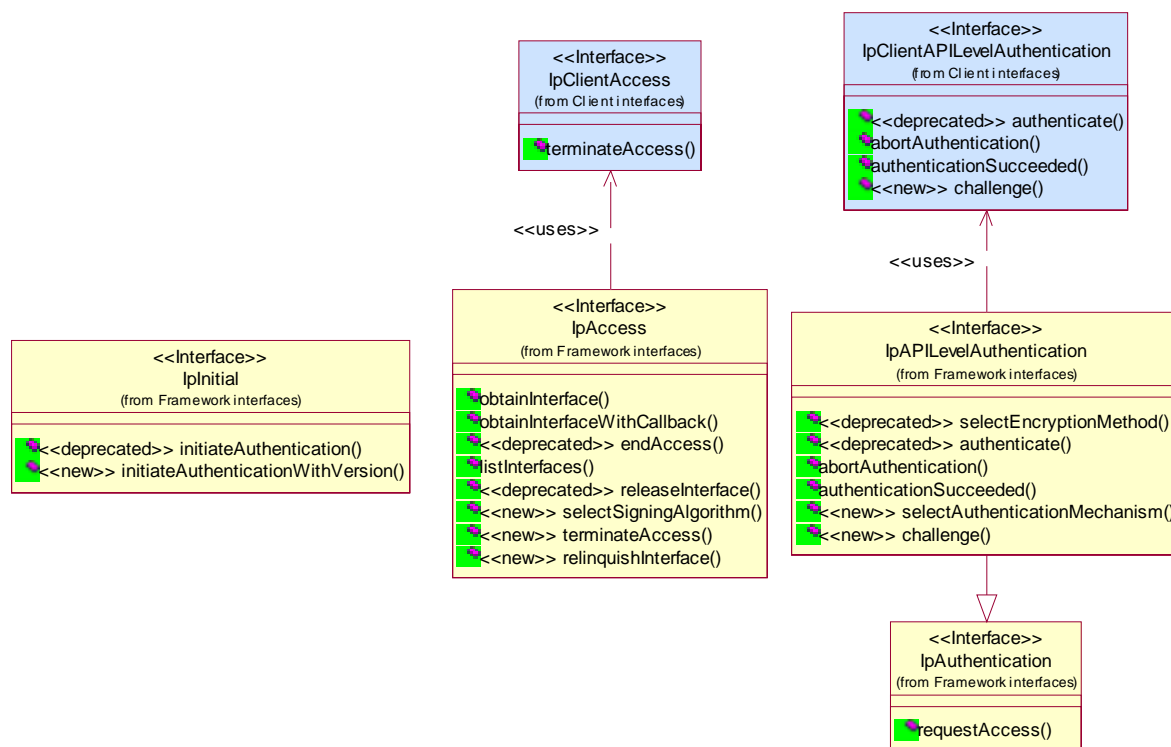 <<Interface>>
IpClientAccess
(from Client interfaces)
terminateAccess()
<<Interface>>
IpClientAPILevelAuthentication
(from Client interfaces)
<<deprecated>> authenticate()
abortAuthentication()
authenticationSucceeded()
<<new>> challenge()
<<uses>>
<<uses>>
<<Interface>>
IpInitial
(from Framework interfaces)
<<deprecated>> initiateAuthentication()
<<new>> initiateAuthenticationWithVersion()
<<Interface>>
IpAccess
(from Framework interfaces)
obtainInterface()
obtainInterfaceWithCallback()
<<deprecated>> endAccess()
listInterfaces()
<<deprecated>> releaseInterface()
<<new>> selectSigningAlgorithm()
<<new>> terminateAccess()
<<new>> relinquishInterface()
<<Interface>>
IpAPILevelAuthentication
(from Framework interfaces)
<<deprecated>> selectEncryptionMethod()
<<deprecated>> authenticate()
abortAuthentication()
authenticationSucceeded()
<<new>> selectAuthenticationMechanism()
<<new>> challenge()
<<Interface>>
IpAuthentication
(from Framework interfaces)
requestAccess()